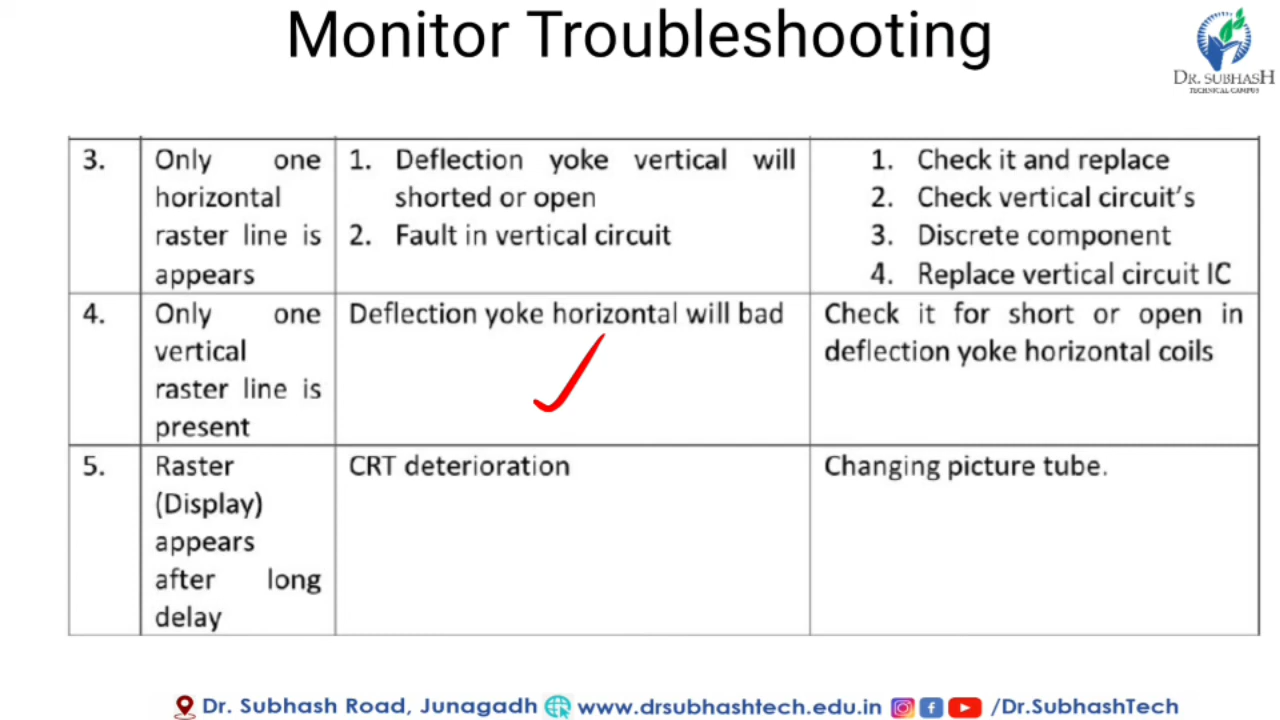 Monitor Troubleshooting
DR. SUBHASH
TECHNICAL CAMPUS
3. Only one horizontal raster line is appears
1. Deflection yoke vertical will shorted or open
2. Fault in vertical circuit
1. Check it and replace
2. Check vertical circuit's
3. Discrete component
4. Replace vertical circuit IC
4. Only one vertical raster line is present
Deflection yoke horizontal will bad
Check it for short or open in deflection yoke horizontal coils
5. Raster (Display) appears after long delay
CRT deterioration
Changing picture tube.
Dr. Subhash Road, Junagadh www.drsubhashtech.edu.in /Dr.SubhashTech